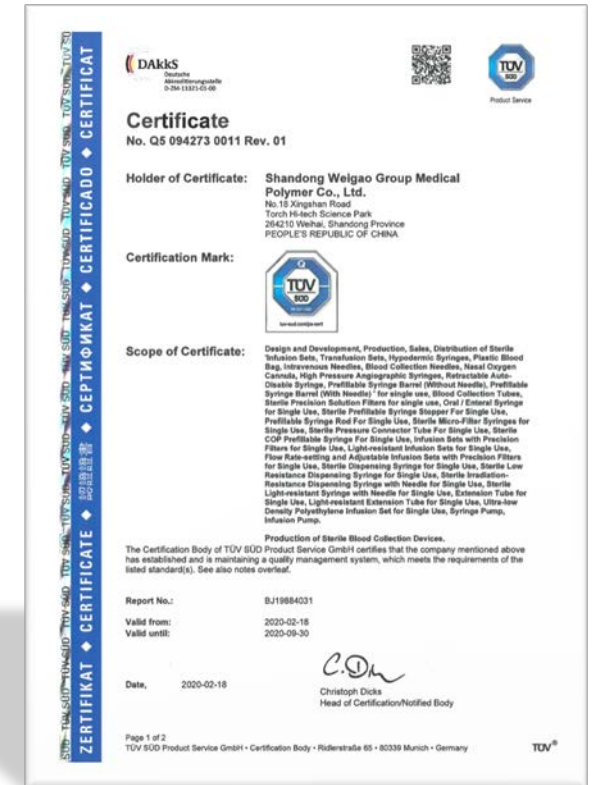 DAkkS
Deutsche
Akkreditierungsstelle
D-ZM-11321-01-00
TÜV
SÜD
Product Service
Certificate
No. Q5 094273 0011 Rev. 01
Holder of Certificate:
Shandong Weigao Group Medical
Polymer Co., Ltd.
No.18 Xingshan Road
Torch Hi-tech Science Park
264210 Weihai, Shandong Province
PEOPLE'S REPUBLIC OF CHINA
Certification Mark:
TÜV
SÜD
tuv-sud.com/ps-cert
Scope of Certificate:
Design and Development, Production, Sales, Distribution of Sterile
Infusion Sets, Transfusion Sets, Hypodermic Syringes, Plastic Blood
Bag, Intravenous Needles, Blood Collection Needles, Nasal Oxygen
Cannula, High Pressure Angiographic Syringes, Retractable Auto-
Disable Syringe, Prefillable Syringe Barrel (Without Needle), Prefillable
Syringe Barrel (With Needle) for single use, Blood Collection Tubes,
Sterile Precision Solution Filters for single use, Oral / Enteral Syringe
for Single Use, Sterile Prefillable Syringe Stopper For Single Use,
Prefillable Syringe Rod For Single Use, Sterile Micro-Filter Syringes for
Single Use, Sterile Pressure Connector Tube For Single Use, Sterile
COP Prefillable Syringe For Single Use, Infusion Sets with Precision
Filters for Single Use, Light-resistant Infusion Sets for Single Use,
Flow Rate-setting and Adjustable Infusion Sets with Precision Filters
for Single Use, Sterile Dispensing Syringe for Single Use, Sterile Low
Resistance Dispensing Syringe for Single Use, Sterile Irradiation-
Resistance Dispensing Syringe with Needle for Single Use, Sterile
Light-resistant Syringe with Needle for Single Use, Extension Tube for
Single Use, Light-resistant Extension Tube for Single Use, Ultra-low
Density Polyethylene Infusion Set for Single Use, Syringe Pump,
Infusion Pump.
Production of Sterile Blood Collection Devices.
The Certification Body of TÜV SÜD Product Service GmbH certifies that the company mentioned above
has established and is maintaining a quality management system, which meets the requirements of the
listed standard(s). See also notes overleaf.
Report No.:
BJ19884031
Valid from:
2020-02-18
Valid until:
2020-09-30
Date, 2020-02-18
Christoph Dicks
Head of Certification/Notified Body
Page 1 of 2
TÜV SÜD Product Service GmbH • Certification Body • Ridlerstraße 65 • 80339 Munich • Germany
TÜV®
ZERTIFIKAT ◆ CERTIFICATE ◆ 認證證書 ◆ СЕРТИФИКАТ ◆ CERTIFICADO ◆ CERTIFICAT